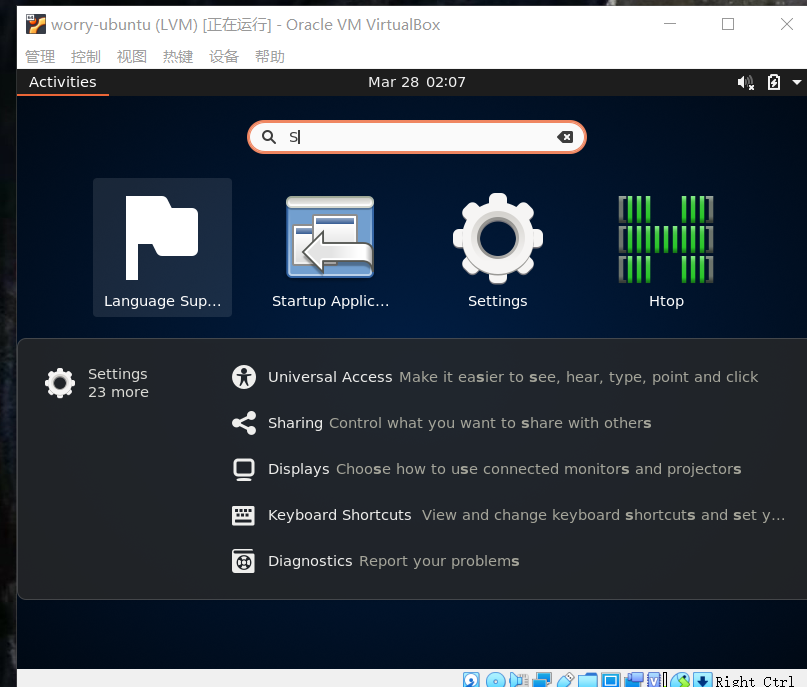 worry-ubuntu (LVM) [正在运行] - Oracle VM VirtualBox
管理 控制 视图 热键 设备 帮助
Activities Mar 28 02:07
S
Language Sup... Startup Applic... Settings Htop
Settings
23 more
Universal Access Make it easier to see, hear, type, point and click
Sharing Control what you want to share with others
Displays Choose how to use connected monitors and projectors
Keyboard Shortcuts View and change keyboard shortcuts and set y...
Diagnostics Report your problems
Right Ctrl